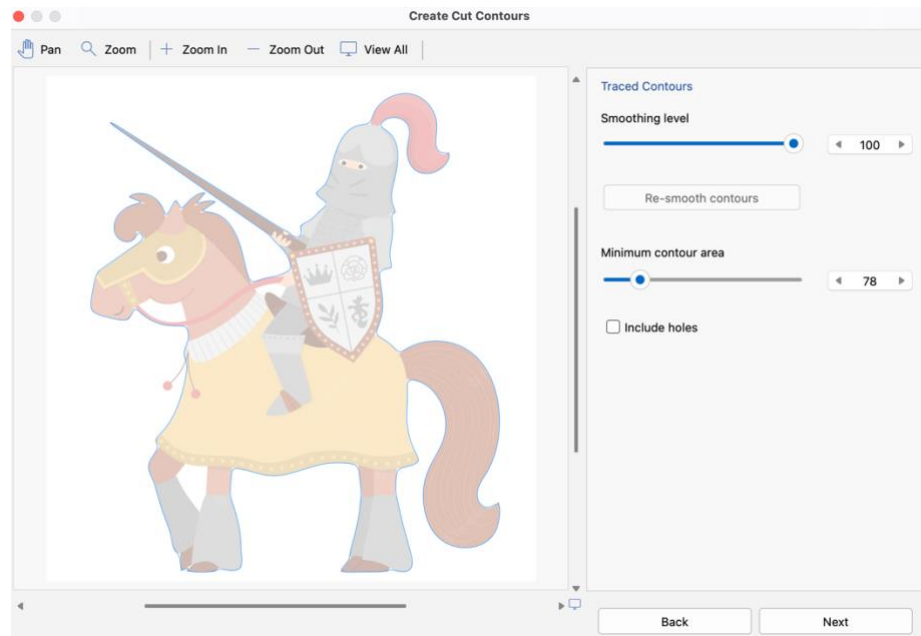 Create Cut Contours
Pan Zoom Zoom In Zoom Out View All
Traced Contours
Smoothing level
100
Re-smooth contours
Minimum contour area
78
Include holes
Back Next